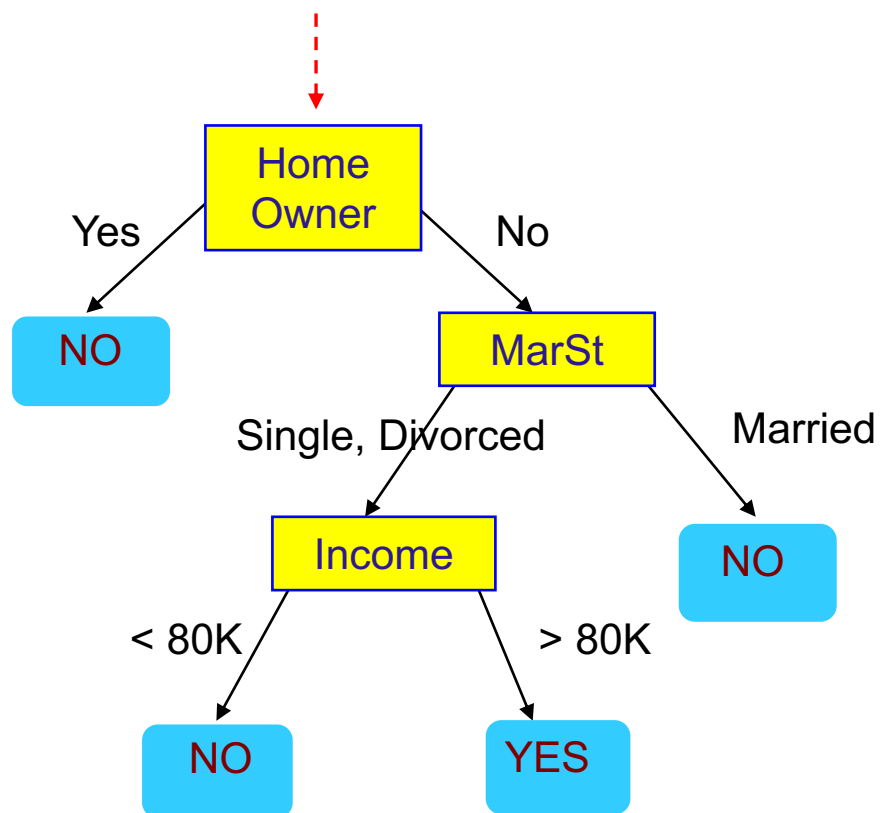 Home
Owner
Yes
No
NO
MarSt
Single, Divorced
Married
Income
NO
< 80K
> 80K
NO
YES